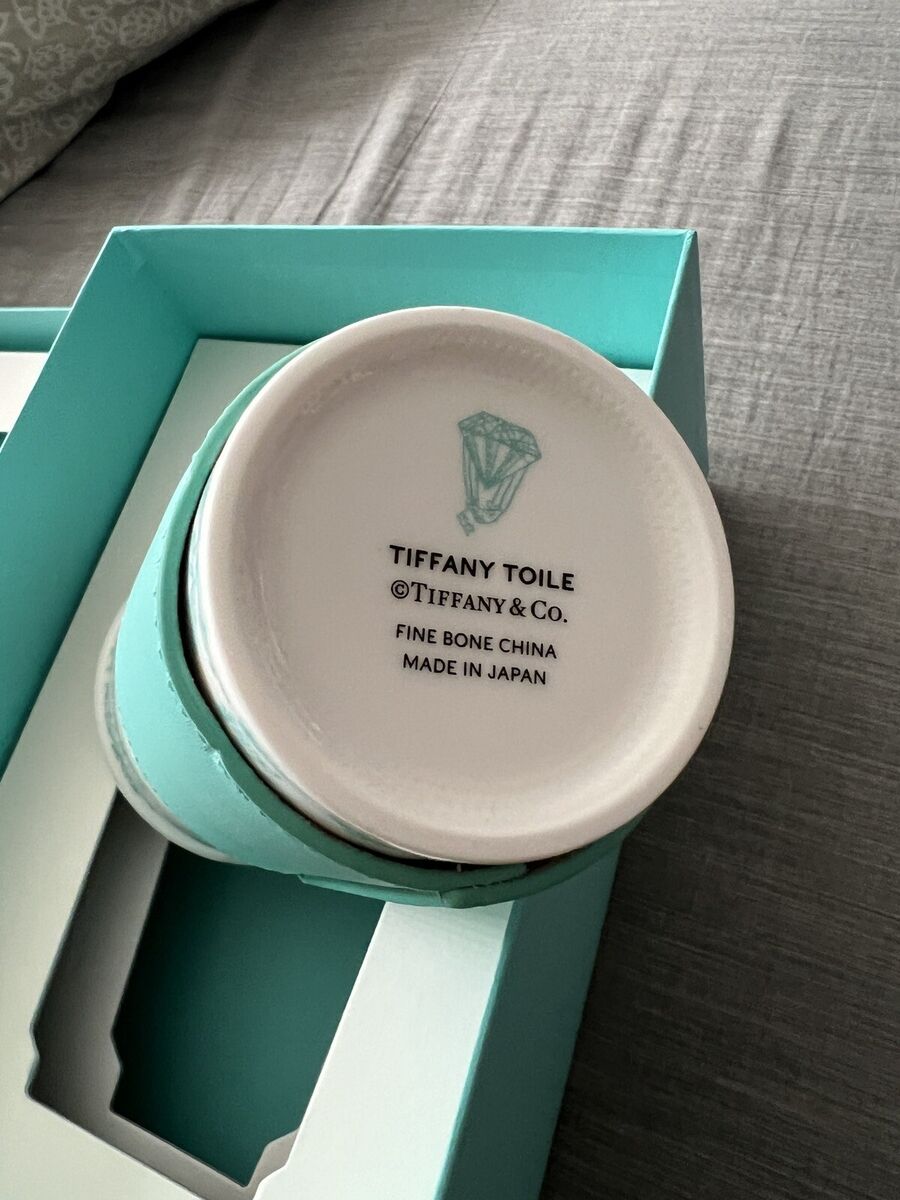 TIFFANY TOILE
©TIFFANY & CO.
FINE BONE CHINA
MADE IN JAPAN